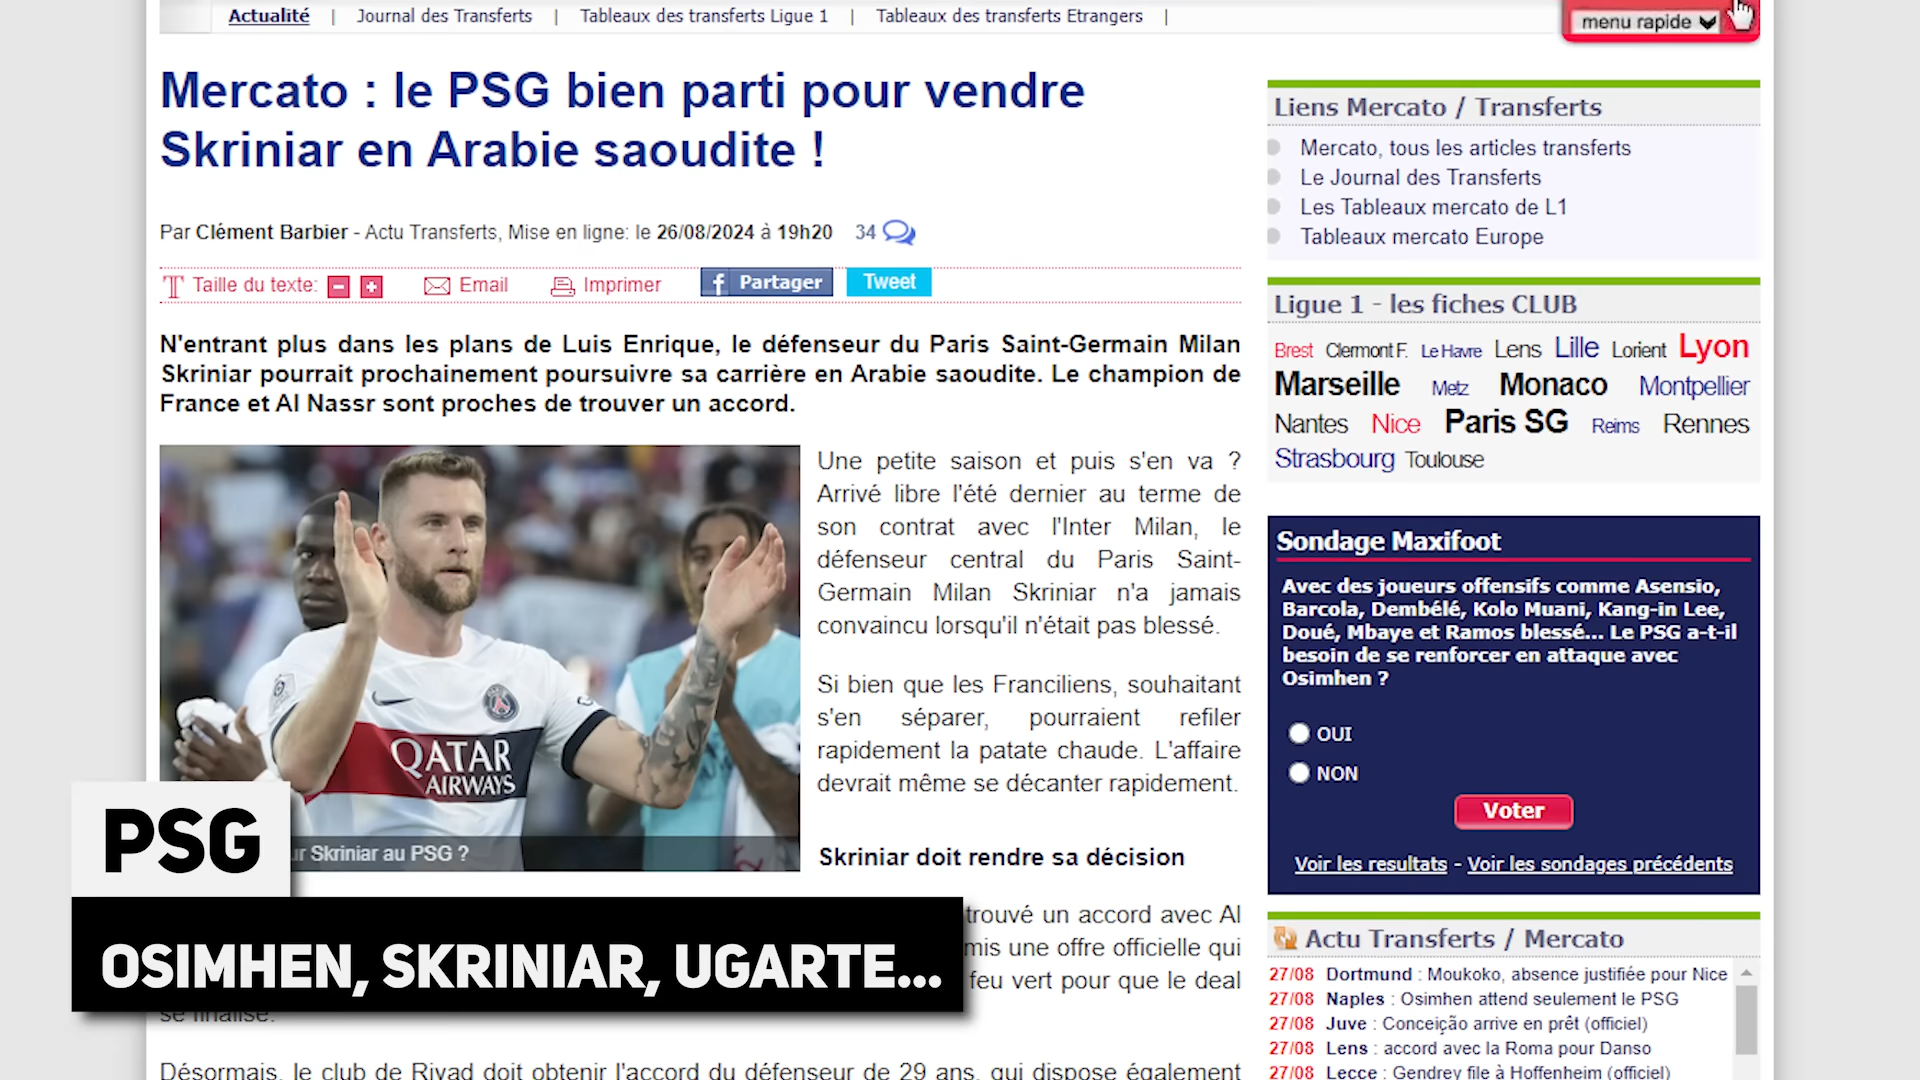 Actualité | Journal des Transferts | Tableaux des transferts Ligue 1 | Tableaux des transferts Etrangers |
menu rapide
Mercato : le PSG bien parti pour vendre
Skriniar en Arabie saoudite !
Par Clément Barbier - Actu Transferts, Mise en ligne: le 26/08/2024 à 19h20 34
Taille du texte: - + Email Imprimer Partager Tweet
N'entrant plus dans les plans de Luis Enrique, le défenseur du Paris Saint-Germain Milan
Skriniar pourrait prochainement poursuivre sa carrière en Arabie saoudite. Le champion de
France et Al Nassr sont proches de trouver un accord.
QATAR
AIRWAYS
ur Skriniar au PSG ?
Une petite saison et puis s'en va ?
Arrivé libre l'été dernier au terme de
son contrat avec l'Inter Milan, le
défenseur central du Paris Saint-
Germain Milan Skriniar n'a jamais
convaincu lorsqu'il n'était pas blessé.
Si bien que les Franciliens, souhaitant
s'en séparer, pourraient refiler
rapidement la patate chaude. L'affaire
devrait même se décanter rapidement.
Skriniar doit rendre sa décision
trouvé un accord avec Al
mis une offre officielle qui
feu vert pour que le deal
se finalise.
Désormais, le club de Riyad doit obtenir l'accord du défenseur de 29 ans, qui dispose également
PSG
OSIMHEN, SKRINIAR, UGARTE...
Liens Mercato / Transferts
Mercato, tous les articles transferts
Le Journal des Transferts
Les Tableaux mercato de L1
Tableaux mercato Europe
Ligue 1 - les fiches CLUB
Brest Clermont F. Le Havre Lens Lille Lorient Lyon
Marseille Metz Monaco Montpellier
Nantes Nice Paris SG Reims Rennes
Strasbourg Toulouse
Sondage Maxifoot
Avec des joueurs offensifs comme Asensio,
Barcola, Dembélé, Kolo Muani, Kang-in Lee,
Doué, Mbaye et Ramos blessé... Le PSG a-t-il
besoin de se renforcer en attaque avec
Osimhen ?
OUI
NON
Voter
Voir les resultats - Voir les sondages précédents
Actu Transferts / Mercato
27/08 Dortmund : Moukoko, absence justifiée pour Nice
27/08 Naples : Osimhen attend seulement le PSG
27/08 Juve : Conceição arrive en prêt (officiel)
27/08 Lens : accord avec la Roma pour Danso
27/08 Lecce : Gendrey file à Hoffenheim (officiel)